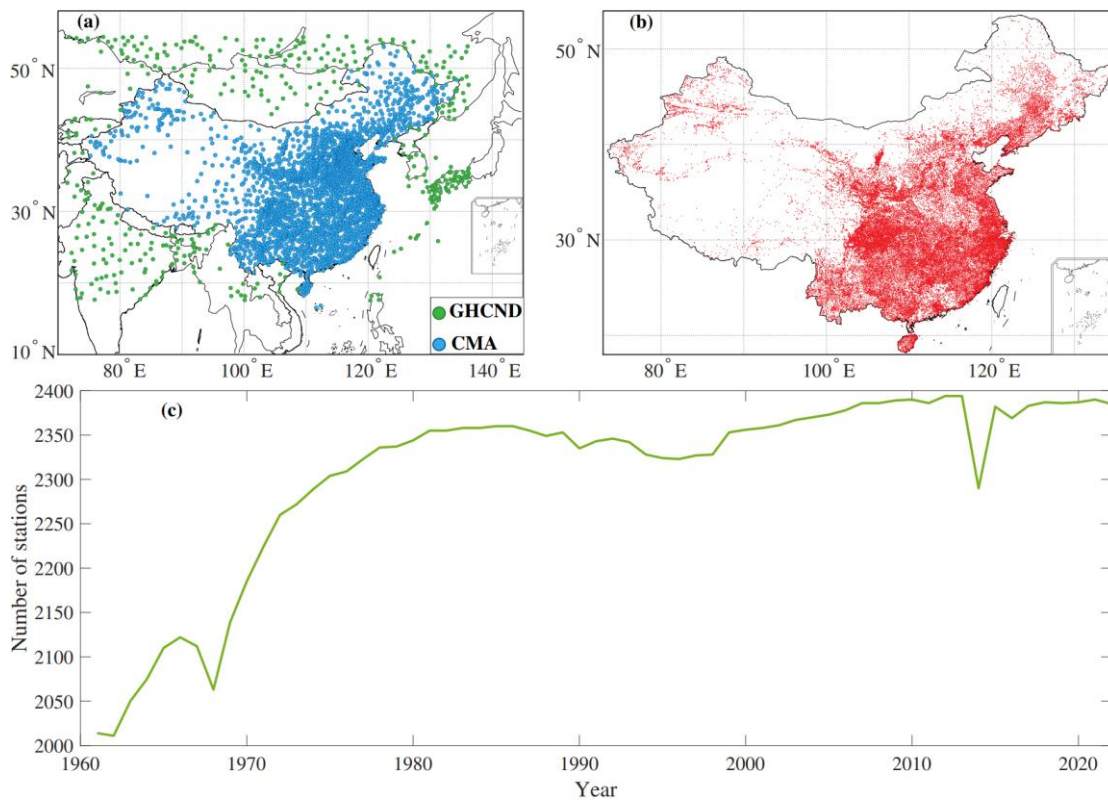 (a)
50° N
30° N
10° N
80° E
100° E
120° E
140° E
GHCND
CMA
(b)
50° N
30° N
80° E
100° E
120° E
(c)
Number of stations
2400
2350
2300
2250
2200
2150
2100
2050
2000
1960
1970
1980
1990
2000
2010
2020
Year